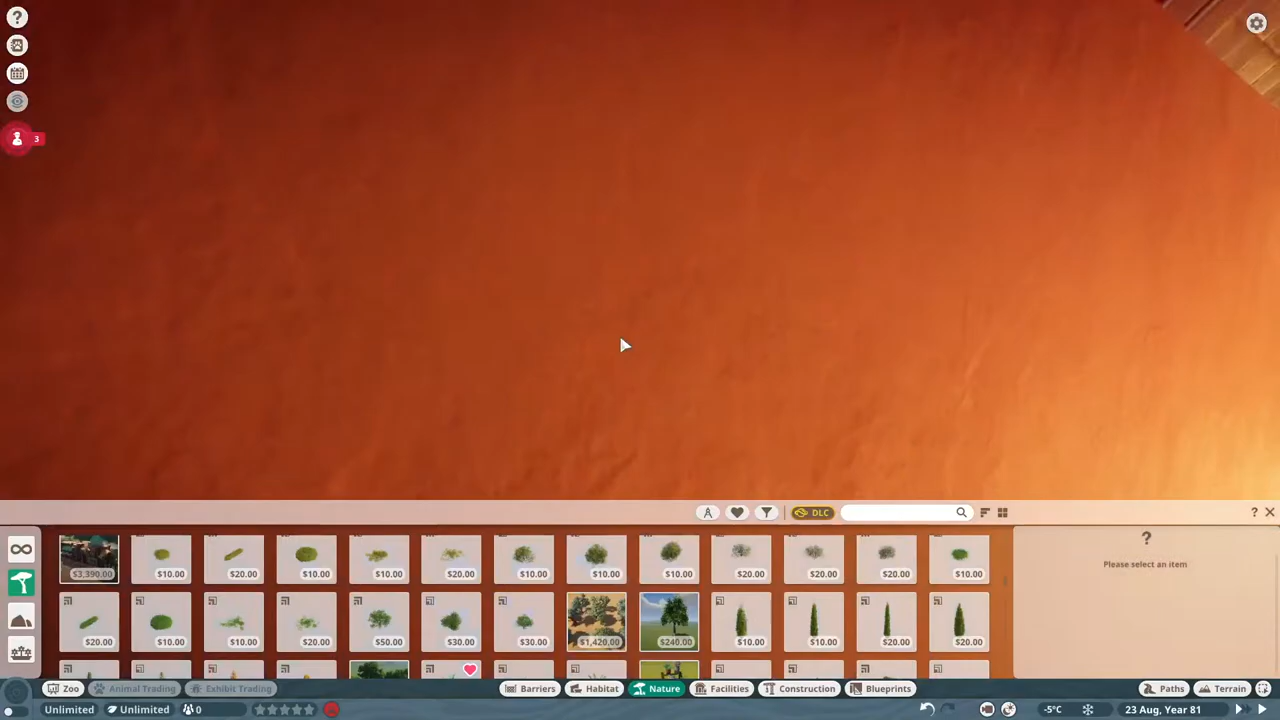 ?
3
DLC
? ×
$3,390.00 $10.00 $20.00 $10.00 $10.00 $20.00 $10.00 $10.00 $10.00 $20.00 $20.00 $20.00 $10.00
?
Please select an item
$20.00 $10.00 $10.00 $20.00 $50.00 $30.00 $30.00 $1,420.00 $240.00 $10.00 $10.00 $20.00 $20.00
Zoo Animal Trading Exhibit Trading Barriers Habitat Nature Facilities Construction Blueprints Paths Terrain
Unlimited Unlimited 0 -5°C 23 Aug, Year 81